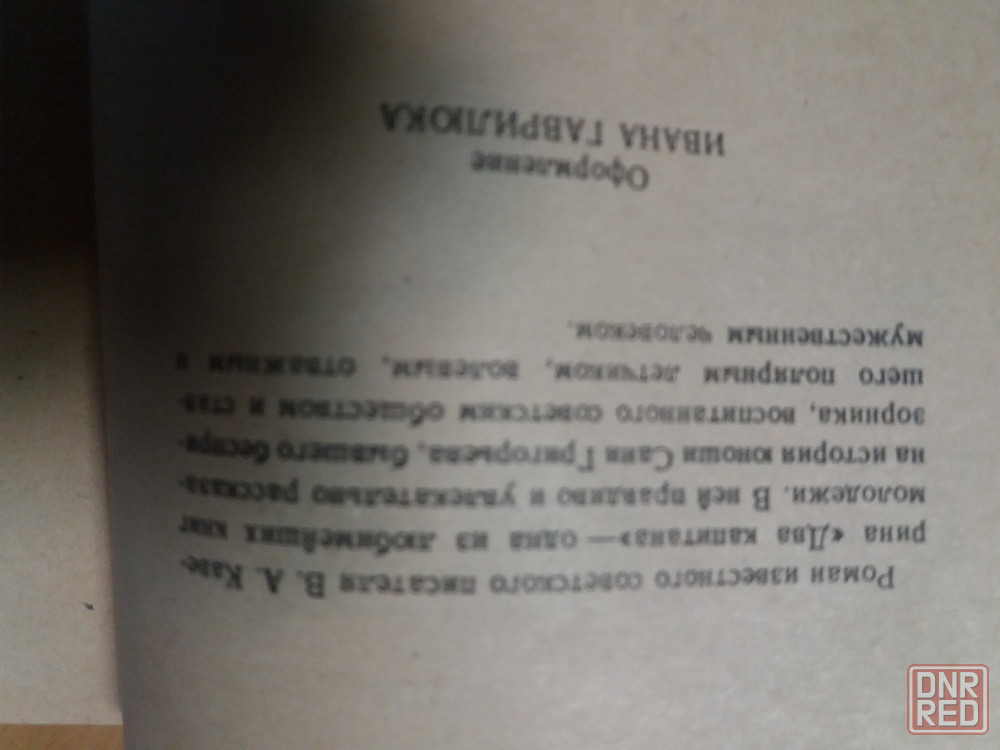 Роман известного советского писателя В. А. Каве-
рина «Два капитана» — одна из любимейших книг
молодежи. В ней правдиво и увлекательно рассказа-
на история юноши Сани Григорьева, бывшего беспри-
зорника, воспитанного советским обществом и став-
шего полярным летчиком, волевым, отважным и
мужественным человеком.
Оформление
ИВАНА ГАВРИЛЮКА
DNR
RED